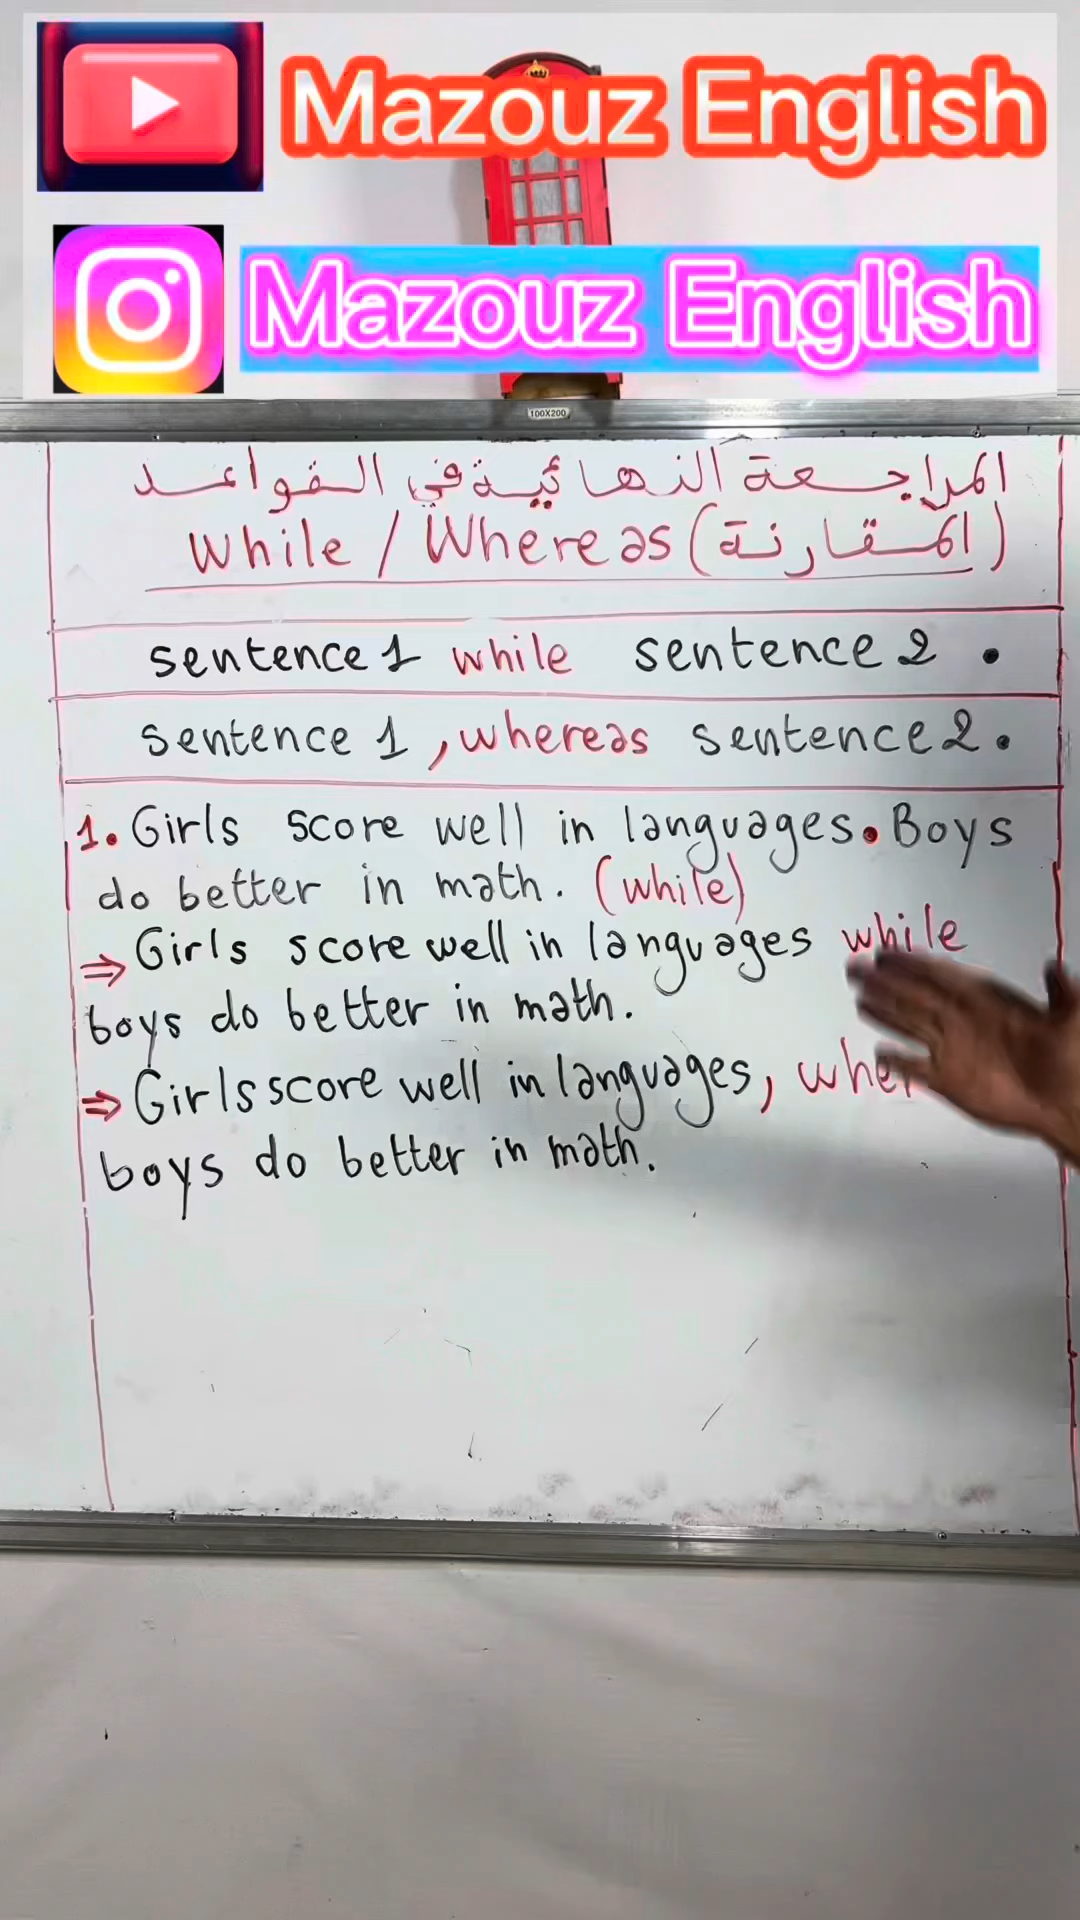 Mazouz English
Mazouz English
100X200
المراجعة النهائية في القواعد
While / Whereas (المقارنة)
sentence 1 while sentence 2 .
sentence 1 , whereas sentence 2 .
1. Girls score well in languages. Boys
do better in math. (while)
⇒ Girls score well in languages while
boys do better in math.
⇒ Girls score well in languages,
boys do better in math.